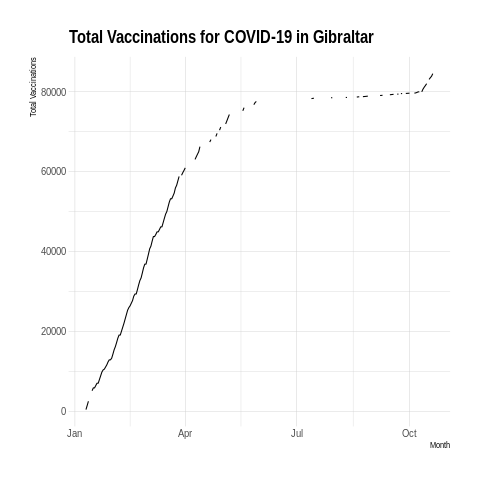 Total Vaccinations for COVID-19 in Gibraltar
Total Vaccinations
80000
60000
40000
20000
0
Jan Apr Jul Oct
Month